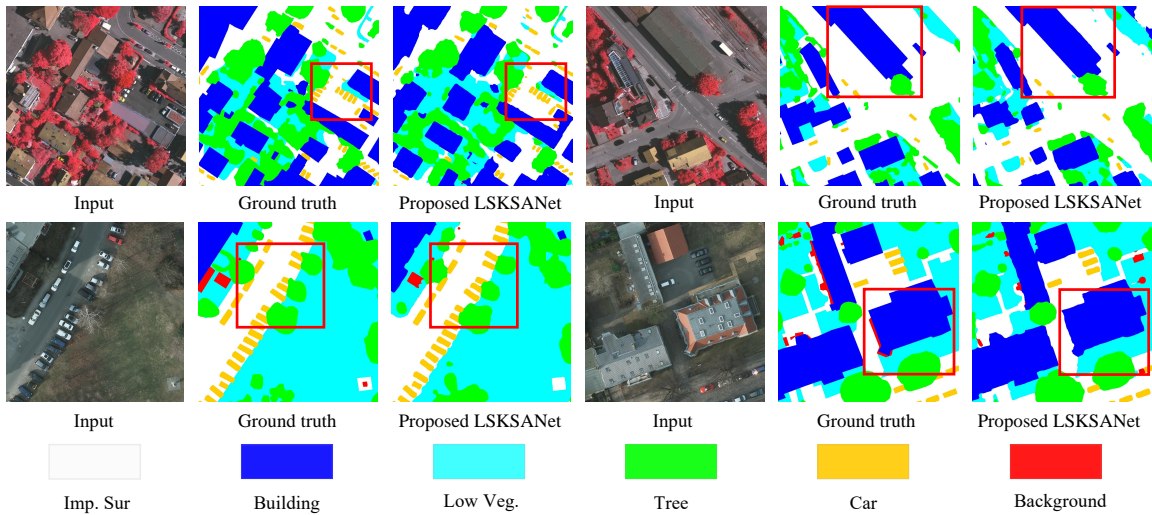 Input Ground truth Proposed LSKSANet Input Ground truth Proposed LSKSANet
Input Ground truth Proposed LSKSANet Input Ground truth Proposed LSKSANet
Imp. Sur Building Low Veg. Tree Car Background